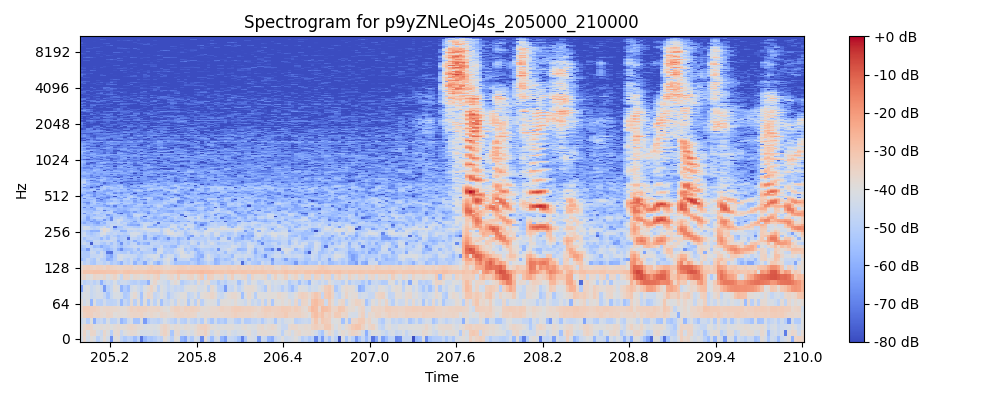 Spectrogram for p9yZNLeOj4s_205000_210000
Hz
8192
4096
2048
1024
512
256
128
64
0
205.2 205.8 206.4 207.0 207.6 208.2 208.8 209.4 210.0
Time
+0 dB
-10 dB
-20 dB
-30 dB
-40 dB
-50 dB
-60 dB
-70 dB
-80 dB